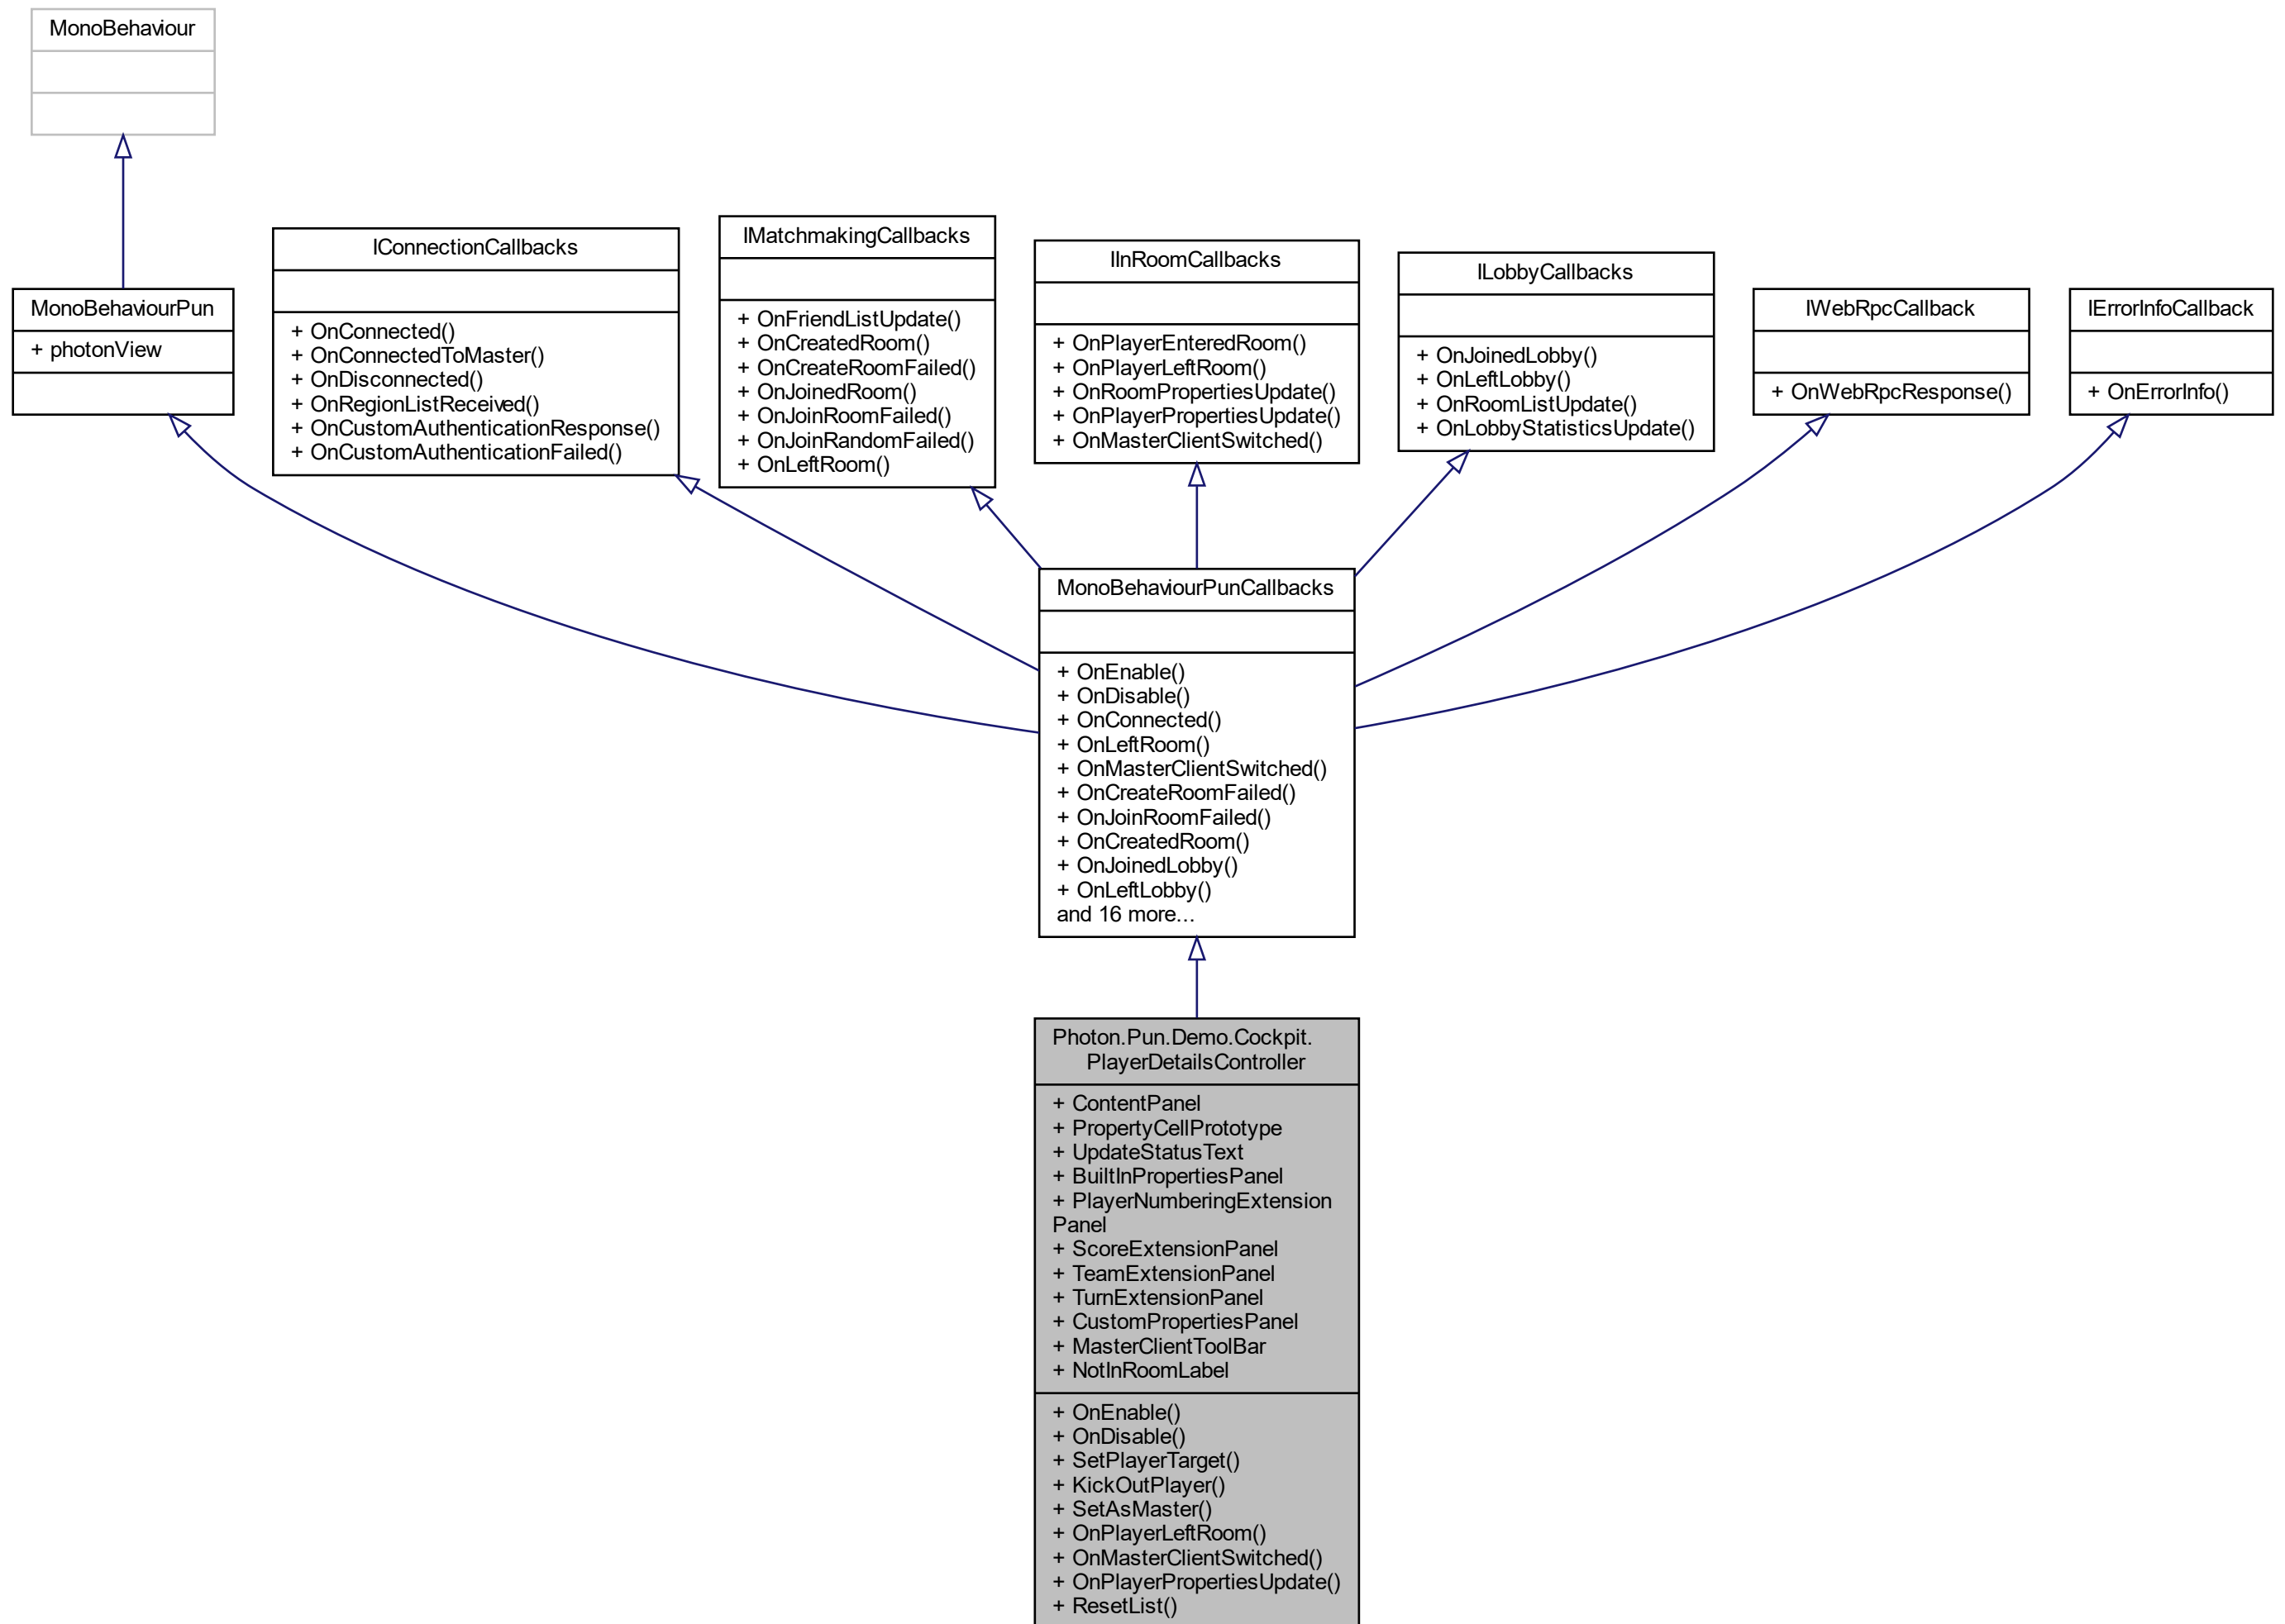 MonoBehaviour
MonoBehaviourPun
+ photonView
IConnectionCallbacks
+ OnConnected()
+ OnConnectedToMaster()
+ OnDisconnected()
+ OnRegionListReceived()
+ OnCustomAuthenticationResponse()
+ OnCustomAuthenticationFailed()
IMatchmakingCallbacks
+ OnFriendListUpdate()
+ OnCreatedRoom()
+ OnCreateRoomFailed()
+ OnJoinedRoom()
+ OnJoinRoomFailed()
+ OnJoinRandomFailed()
+ OnLeftRoom()
IInRoomCallbacks
+ OnPlayerEnteredRoom()
+ OnPlayerLeftRoom()
+ OnRoomPropertiesUpdate()
+ OnPlayerPropertiesUpdate()
+ OnMasterClientSwitched()
ILobbyCallbacks
+ OnJoinedLobby()
+ OnLeftLobby()
+ OnRoomListUpdate()
+ OnLobbyStatisticsUpdate()
IWebRpcCallback
+ OnWebRpcResponse()
IErrorInfoCallback
+ OnErrorInfo()
MonoBehaviourPunCallbacks
+ OnEnable()
+ OnDisable()
+ OnConnected()
+ OnLeftRoom()
+ OnMasterClientSwitched()
+ OnCreateRoomFailed()
+ OnJoinRoomFailed()
+ OnCreatedRoom()
+ OnJoinedLobby()
+ OnLeftLobby()
and 16 more...
Photon.Pun.Demo.Cockpit.
PlayerDetailsController
+ ContentPanel
+ PropertyCellPrototype
+ UpdateStatusText
+ BuiltInPropertiesPanel
+ PlayerNumberingExtension
Panel
+ ScoreExtensionPanel
+ TeamExtensionPanel
+ TurnExtensionPanel
+ CustomPropertiesPanel
+ MasterClientToolBar
+ NotInRoomLabel
+ OnEnable()
+ OnDisable()
+ SetPlayerTarget()
+ KickOutPlayer()
+ SetAsMaster()
+ OnPlayerLeftRoom()
+ OnMasterClientSwitched()
+ OnPlayerPropertiesUpdate()
+ ResetList()